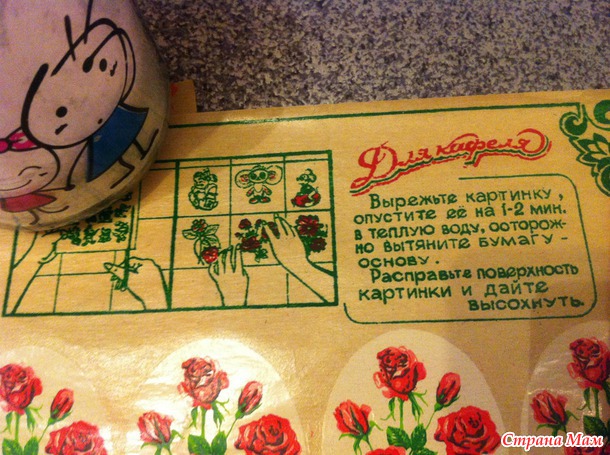 Для кафеля
Вырежьте картинку,
опустите её на 1-2 мин.
в теплую воду, осторож-
но вытяните бумагу-
основу.
Расправьте поверхность
картинки и дайте
высохнуть.
Страна Мам